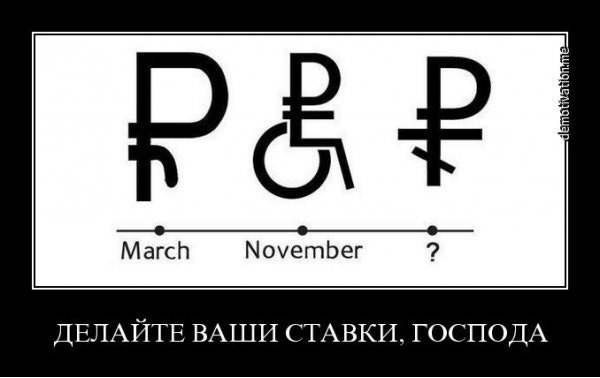 demotivation.me
March November ?
ДЕЛАЙТЕ ВАШИ СТАВКИ, ГОСПОДА